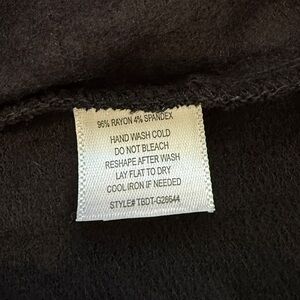 96% RAYON 4% SPANDEX
HAND WASH COLD
DO NOT BLEACH
RESHAPE AFTER WASH
LAY FLAT TO DRY
COOL IRON IF NEEDED
STYLE# TBDT-G26644